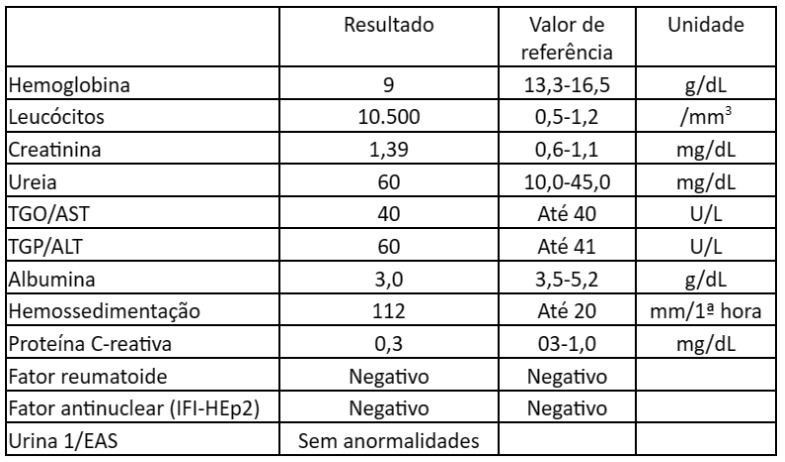 Resultado Valor de referência Unidade
Hemoglobina 9 13,3-16,5 g/dL
Leucócitos 10.500 0,5-1,2 /mm³
Creatinina 1,39 0,6-1,1 mg/dL
Ureia 60 10,0-45,0 mg/dL
TGO/AST 40 Até 40 U/L
TGP/ALT 60 Até 41 U/L
Albumina 3,0 3,5-5,2 g/dL
Hemossedimentação 112 Até 20 mm/1ª hora
Proteína C-reativa 0,3 03-1,0 mg/dL
Fator reumatoide Negativo Negativo
Fator antinuclear (IFI-HEp2) Negativo Negativo
Urina 1/EAS Sem anormalidades